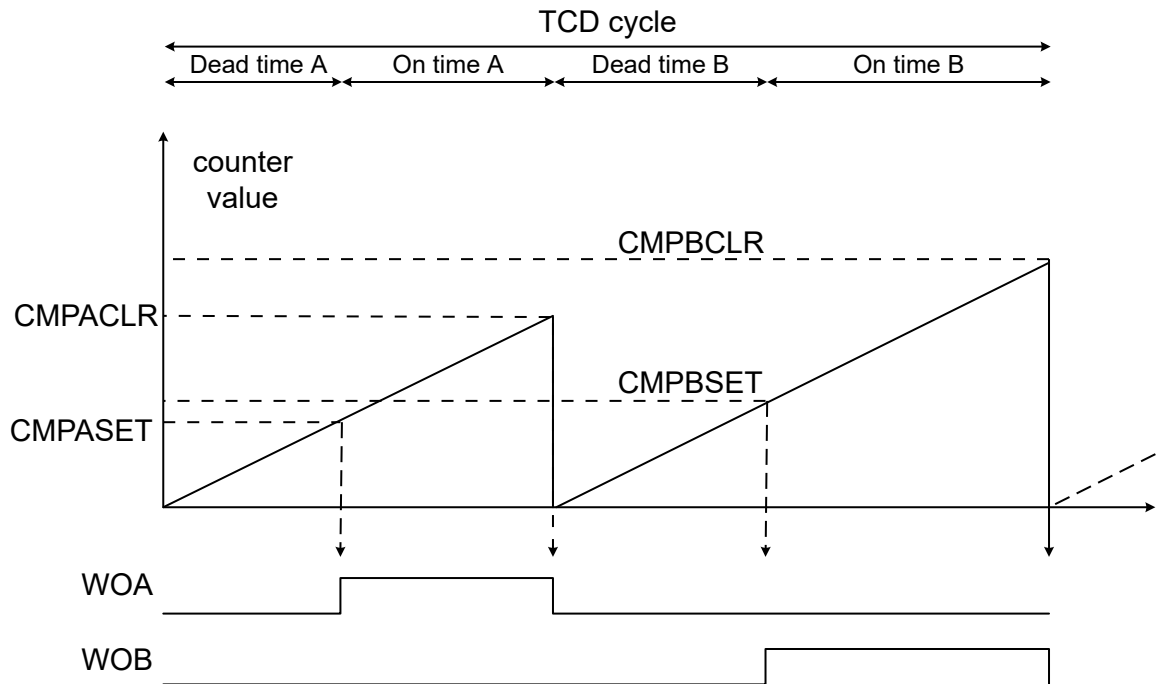 TCD cycle
Dead time A
On time A
Dead time B
On time B
counter
value
CMPBCLR
CMPACLR
CMPBSET
CMPASET
WOA
WOB